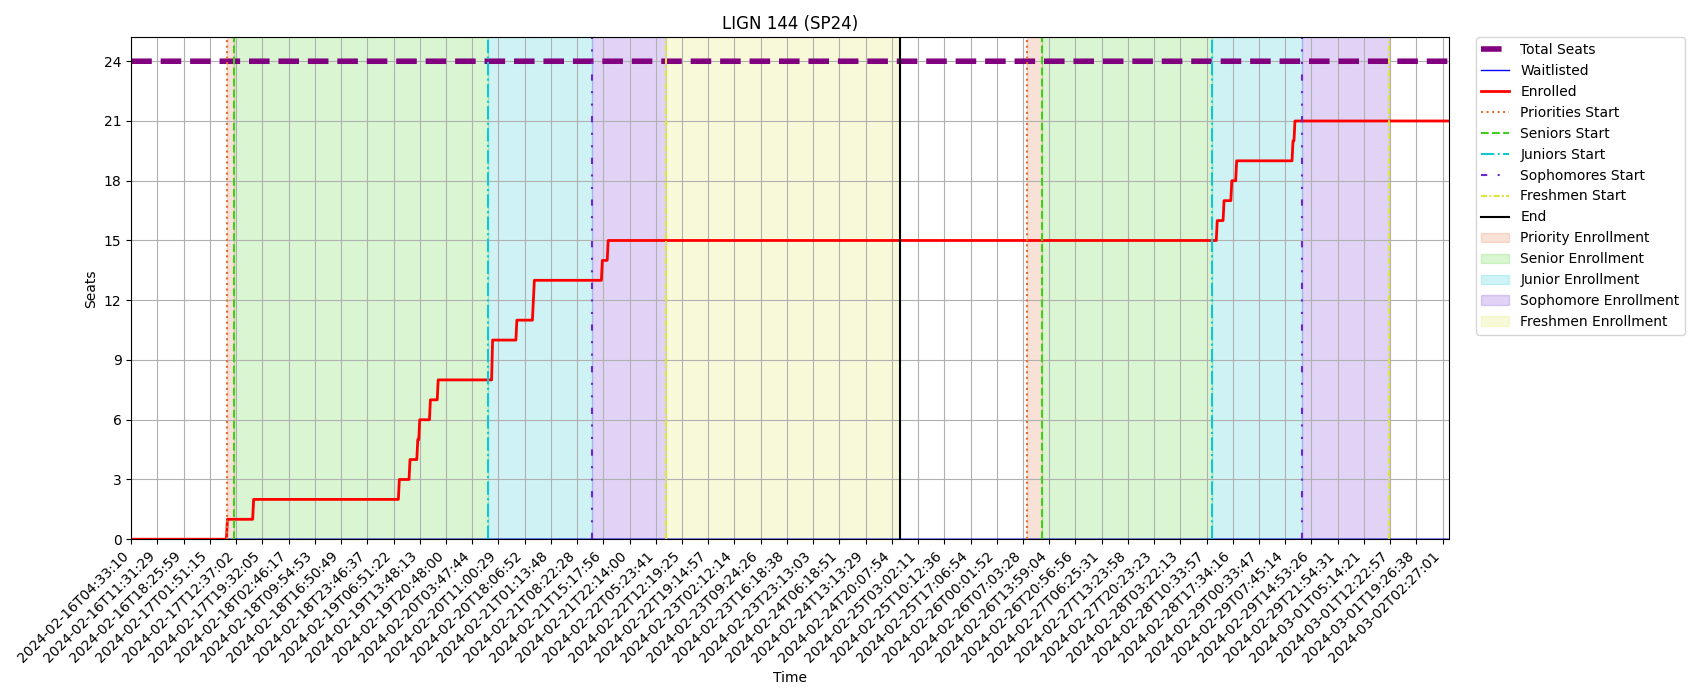 LIGN 144 (SP24)
Seats
24
21
18
15
12
9
6
3
0
2024-02-16T04:33:10
2024-02-16T11:31:29
2024-02-16T18:25:59
2024-02-17T01:51:15
2024-02-17T12:37:02
2024-02-17T19:32:05
2024-02-18T02:46:17
2024-02-18T09:54:53
2024-02-18T16:50:49
2024-02-18T23:46:37
2024-02-19T06:51:22
2024-02-19T13:48:13
2024-02-19T20:48:00
2024-02-20T03:47:44
2024-02-20T11:00:29
2024-02-20T18:06:52
2024-02-21T01:13:48
2024-02-21T08:22:28
2024-02-21T15:17:56
2024-02-21T22:14:00
2024-02-22T05:23:41
2024-02-22T12:19:25
2024-02-22T19:14:57
2024-02-23T02:12:14
2024-02-23T09:24:26
2024-02-23T16:18:38
2024-02-23T23:13:03
2024-02-24T06:18:51
2024-02-24T13:13:29
2024-02-24T20:07:54
2024-02-25T03:02:11
2024-02-25T10:12:36
2024-02-25T17:06:54
2024-02-26T00:01:52
2024-02-26T07:03:28
2024-02-26T13:59:04
2024-02-26T20:56:56
2024-02-27T06:25:31
2024-02-27T13:23:58
2024-02-27T20:23:23
2024-02-28T03:22:13
2024-02-28T10:33:57
2024-02-28T17:34:16
2024-02-29T00:33:47
2024-02-29T07:45:14
2024-02-29T14:53:26
2024-02-29T21:54:31
2024-03-01T05:14:21
2024-03-01T12:22:57
2024-03-01T19:26:38
2024-03-02T02:27:01
Time
Total Seats
Waitlisted
Enrolled
Priorities Start
Seniors Start
Juniors Start
Sophomores Start
Freshmen Start
End
Priority Enrollment
Senior Enrollment
Junior Enrollment
Sophomore Enrollment
Freshmen Enrollment